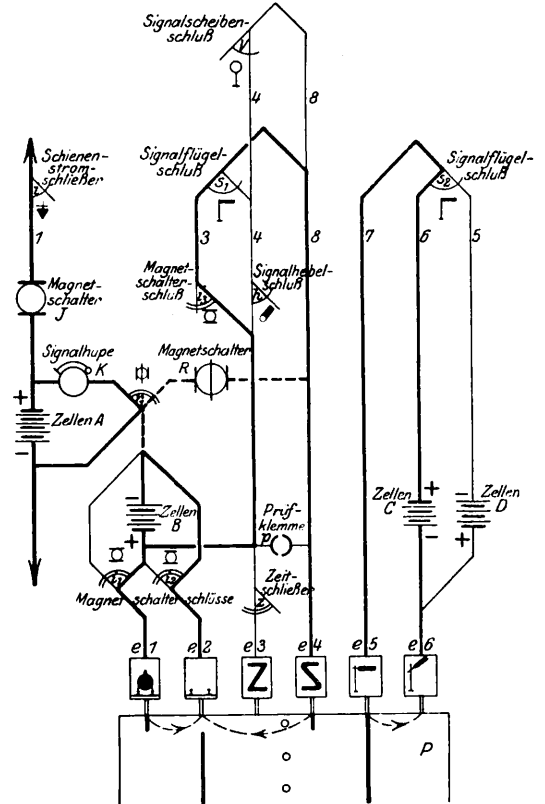 Signalscheiben-
schluß
4
8
Schienen-
strom-
schließer
1
Signalflügel-
schluß
S1
3
4
8
Magnet-
schalter-
schluß
Signalhebel-
schluß
h
Signalflügel-
schluß
S2
7
6
5
Magnet-
schalter
J
Signalhupe
K
Magnetschalter
R
+
Zellen A
−
−
Zellen
B
+
Prüf-
klemme
p
Zellen
C
+
−
−
Zellen
D
+
Magnetschalterschlüsse
Zeit-
schließer
z
e 1
e 2
e 3
e 4
e 5
e 6
P